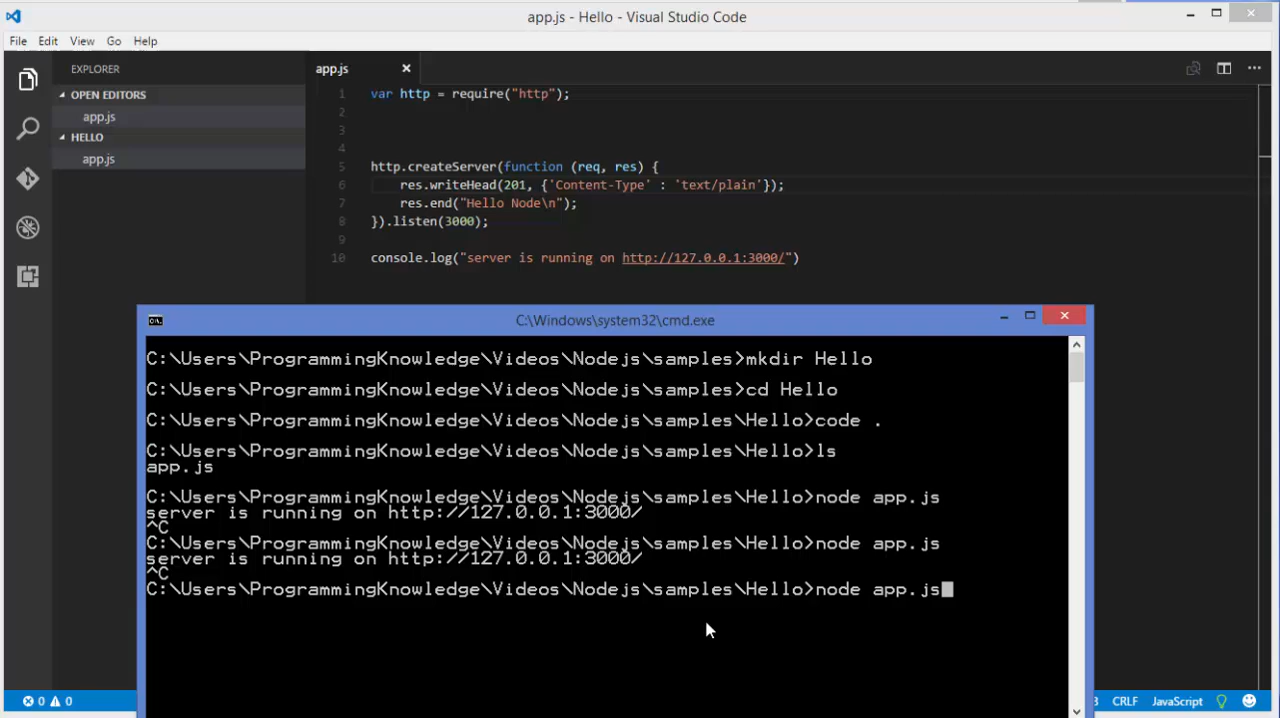 app.js - Hello - Visual Studio Code
File Edit View Go Help
EXPLORER
OPEN EDITORS
app.js
HELLO
app.js
app.js
1 var http = require("http");
2
3
4
5 http.createServer(function (req, res) {
6 res.writeHead(201, {'Content-Type' : 'text/plain'});
7 res.end("Hello Node\n");
8 }).listen(3000);
9
10 console.log("server is running on http://127.0.0.1:3000/")
C:\Windows\system32\cmd.exe
C:\Users\ProgrammingKnowledge\Videos\Nodejs\samples>mkdir Hello
C:\Users\ProgrammingKnowledge\Videos\Nodejs\samples>cd Hello
C:\Users\ProgrammingKnowledge\Videos\Nodejs\samples\Hello>code .
C:\Users\ProgrammingKnowledge\Videos\Nodejs\samples\Hello>ls
app.js
C:\Users\ProgrammingKnowledge\Videos\Nodejs\samples\Hello>node app.js
server is running on http://127.0.0.1:3000/
^C
C:\Users\ProgrammingKnowledge\Videos\Nodejs\samples\Hello>node app.js
server is running on http://127.0.0.1:3000/
^C
C:\Users\ProgrammingKnowledge\Videos\Nodejs\samples\Hello>node app.js
0 0
CRLF JavaScript